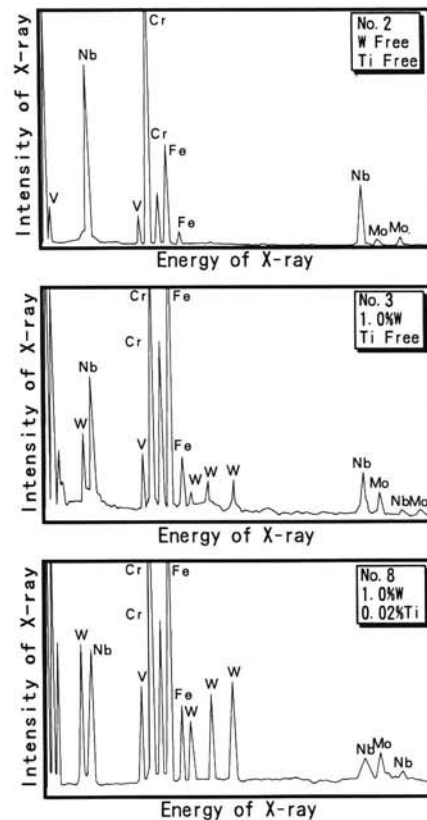 Intensity of X-ray
Cr
No.2
W Free
Ti Free
Nb
Cr
Fe
V
V
Fe
Nb
Mo
Mo
Energy of X-ray
Intensity of X-ray
Cr
Fe
No.3
1.0%W
Ti Free
Nb
Cr
W
V
Fe
W
W
W
Nb
Mo
Nb
Mo
Energy of X-ray
Intensity of X-ray
Cr
Fe
No.8
1.0%W
0.02%Ti
Cr
W
Nb
V
Fe
W
W
W
Nb
Mo
Nb
Energy of X-ray